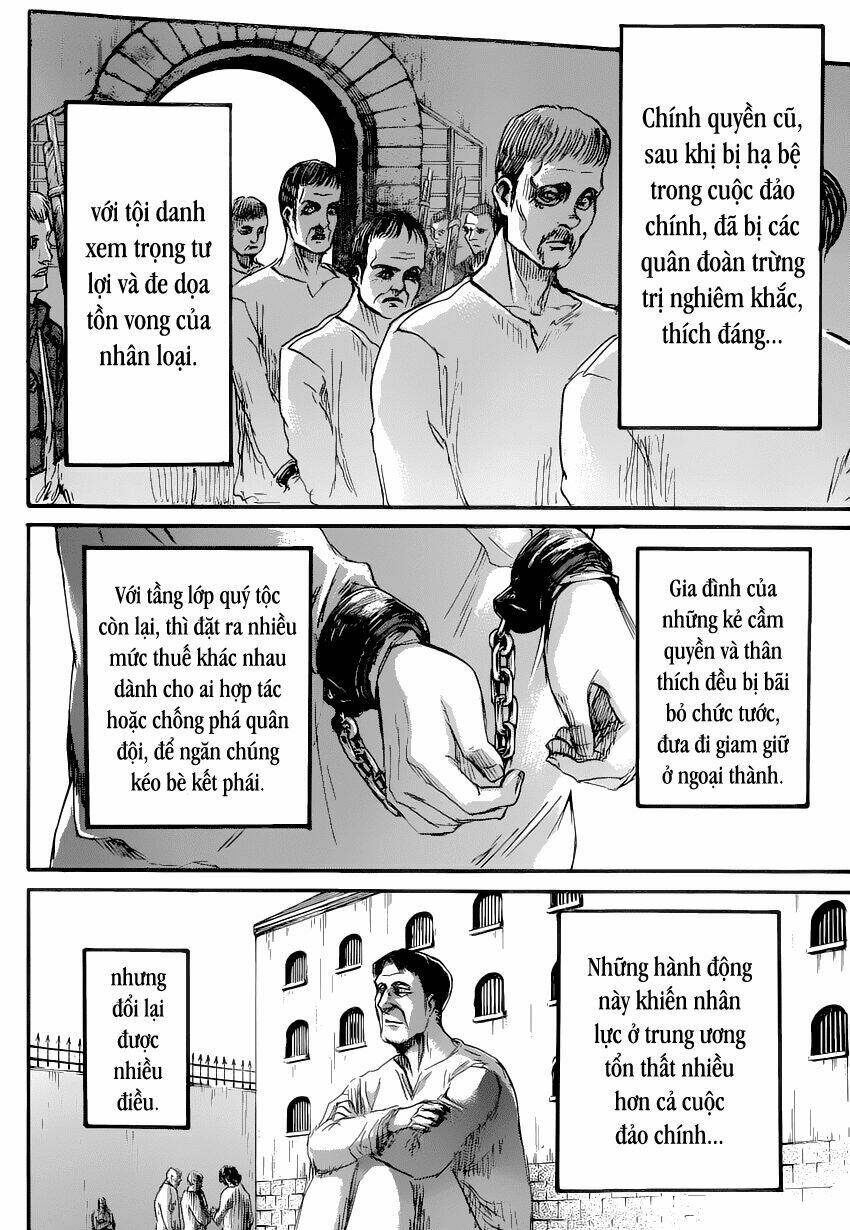 Chính quyền cũ,
sau khị bị hạ bệ
trong cuộc đảo
chính, đã bị các
quân đoàn trừng
trị nghiêm khắc,
thích đáng...
với tội danh
xem trọng tư
lợi và đe dọa
tồn vong của
nhân loại.
Gia đình của
những kẻ cầm
quyền và thân
thích đều bị bãi
bỏ chức tước,
đưa đi giam giữ
ở ngoại thành.
Với tầng lớp quý tộc
còn lại, thì đặt ra nhiều
mức thuế khác nhau
dành cho ai hợp tác
hoặc chống phá quân
đội, để ngăn chúng
kéo bè kết phái.
Những hành động
này khiến nhân
lực ở trung ương
tổn thất nhiều
hơn cả cuộc
đảo chính...
nhưng
đổi lại
được
nhiều
điều.